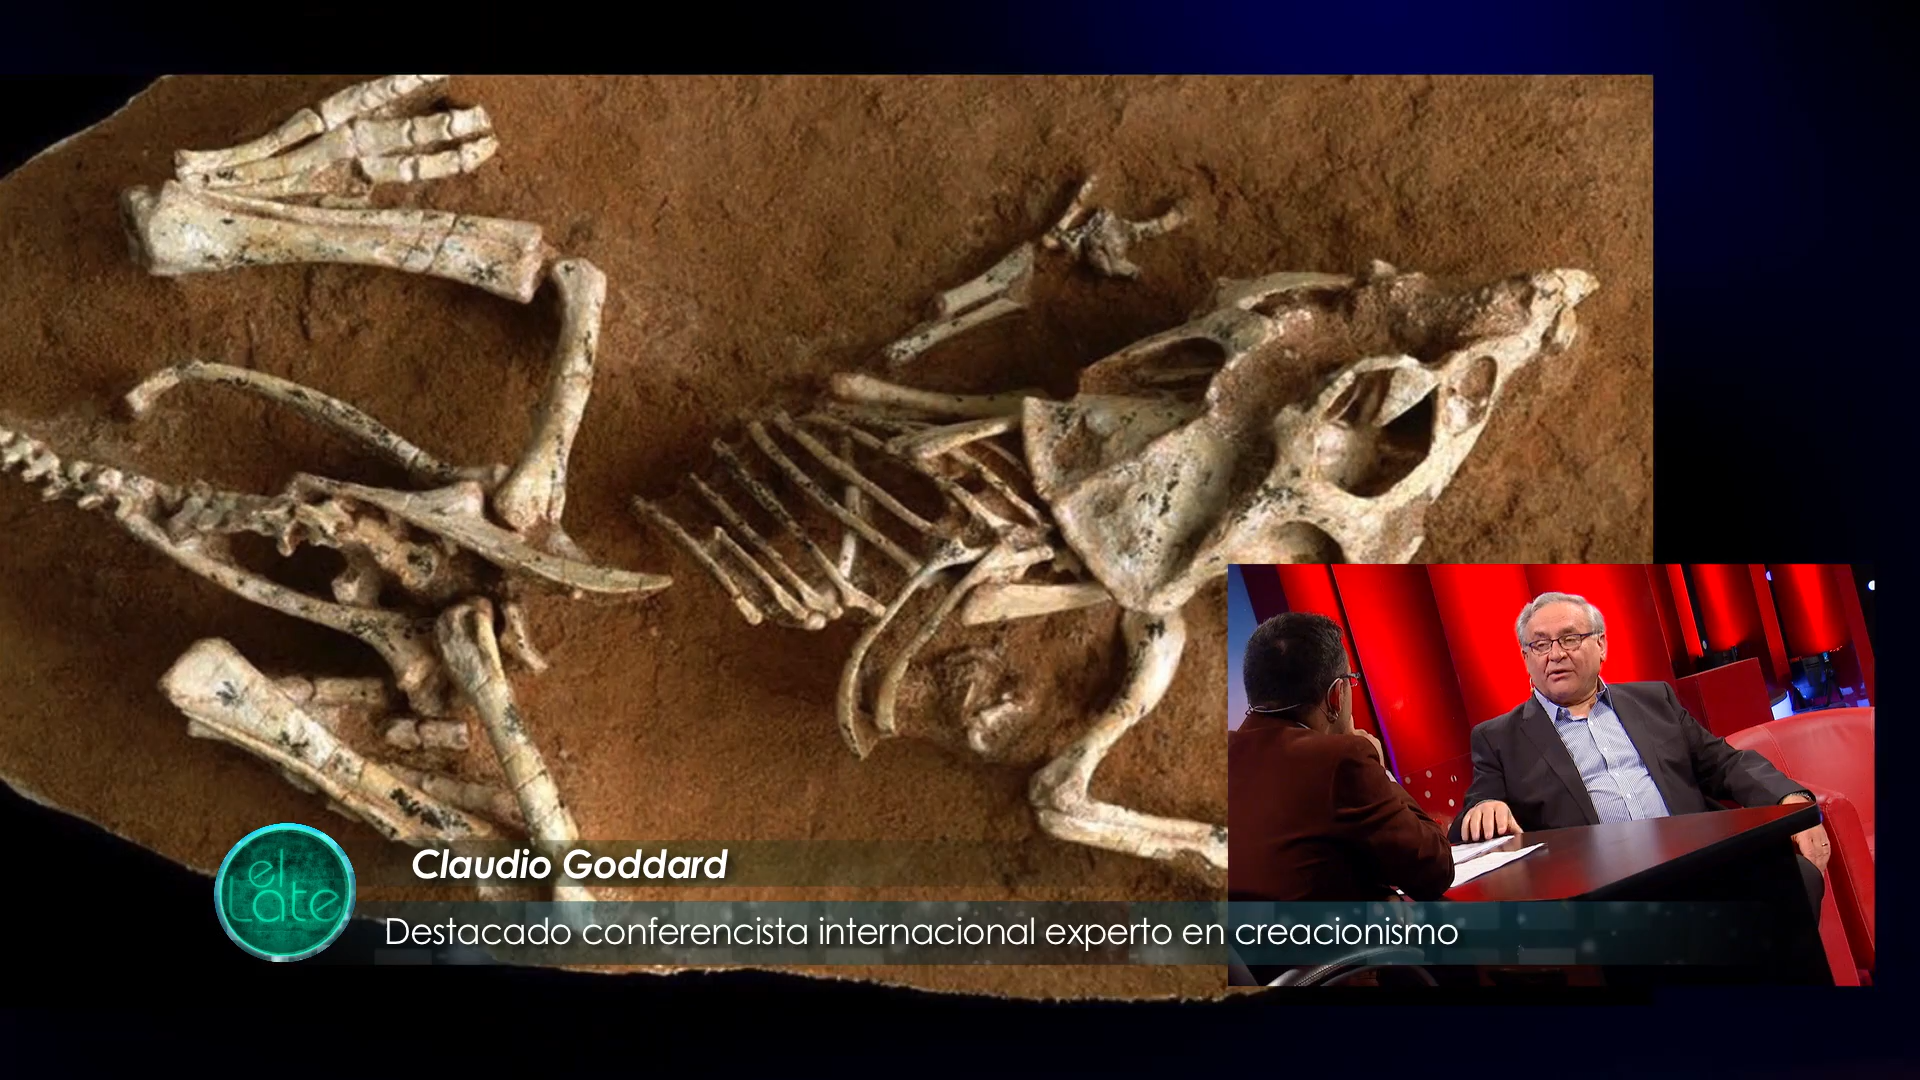 Claudio Goddard
el
Late
Destacado conferencista internacional experto en creacionismo